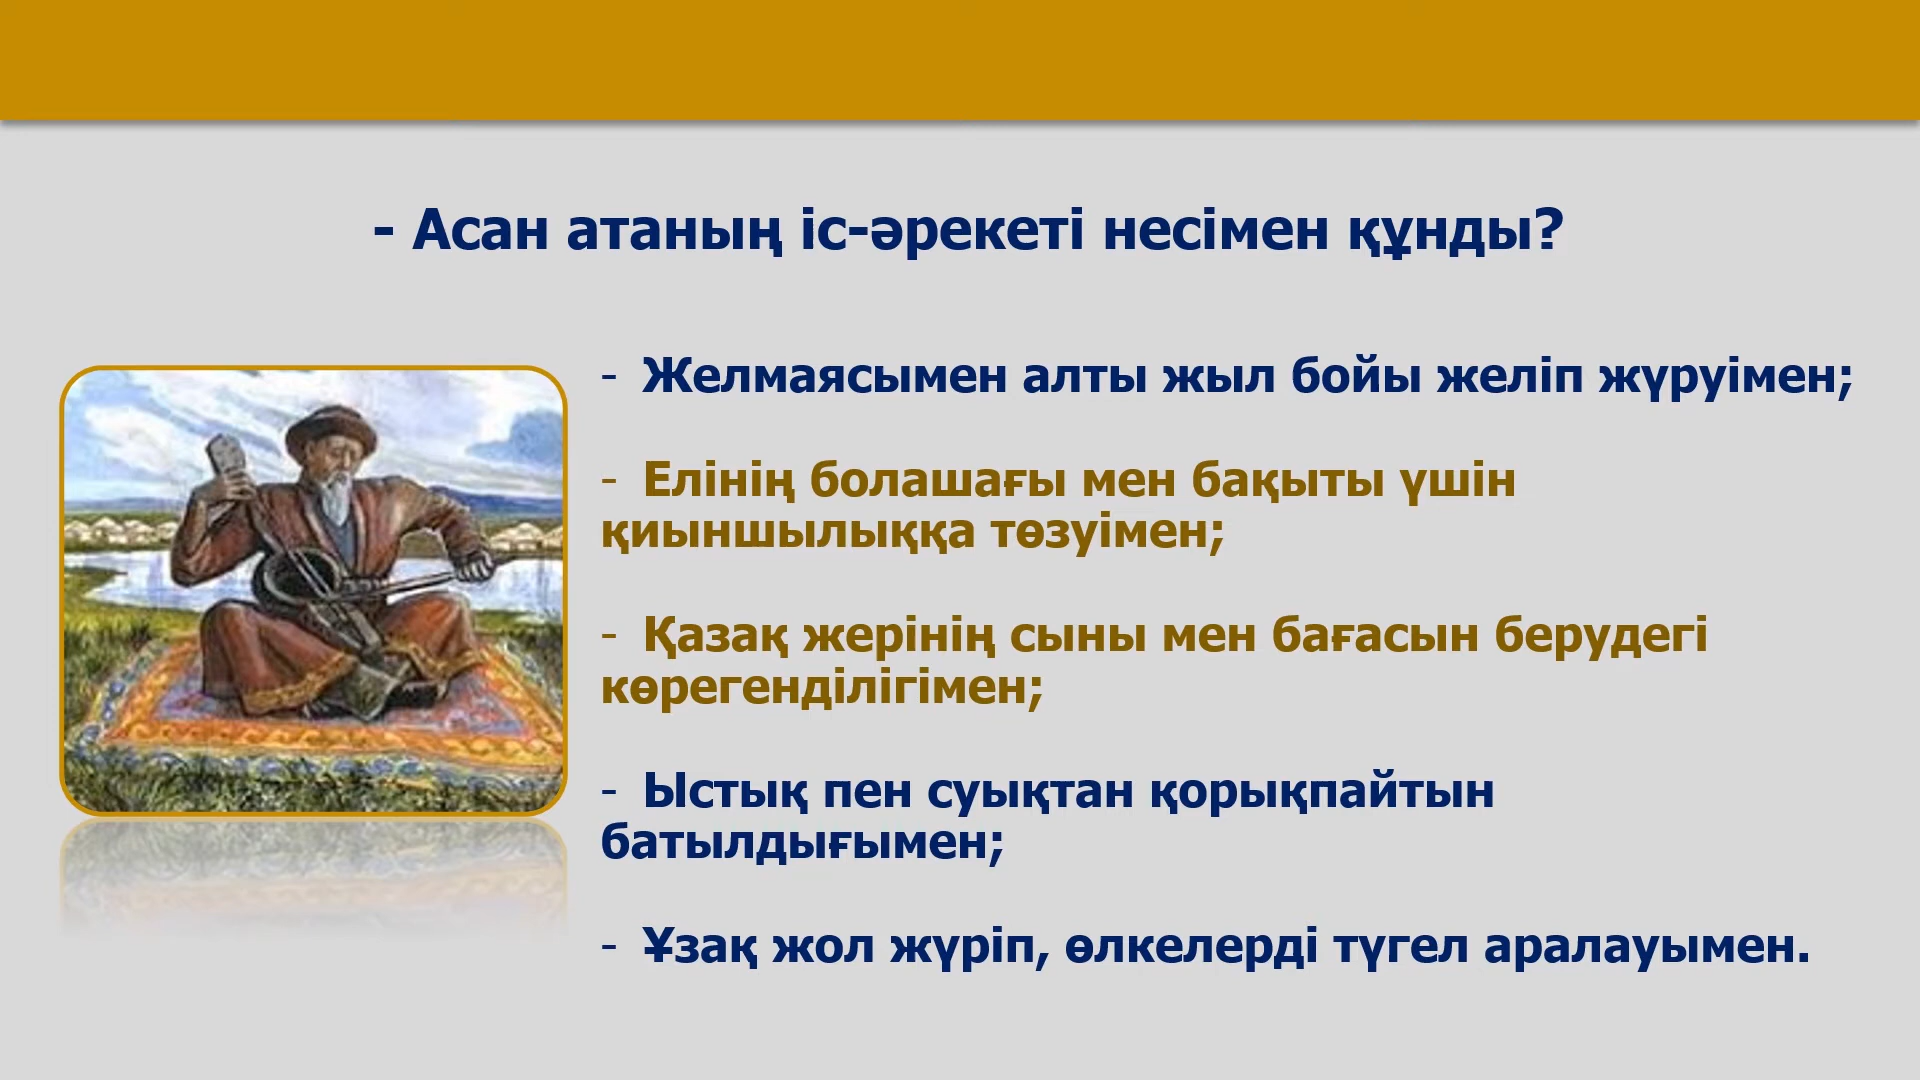 - Асан атаның іс-әрекеті несімен құнды?
- Желмаясымен алты жыл бойы желіп жүруімен;
- Елінің болашағы мен бақыты үшін
қиыншылыққа төзуімен;
- Қазақ жерінің сыны мен бағасын берудегі
көрегенділігімен;
- Ыстық пен суықтан қорықпайтын
батылдығымен;
- Ұзақ жол жүріп, өлкелерді түгел аралауымен.